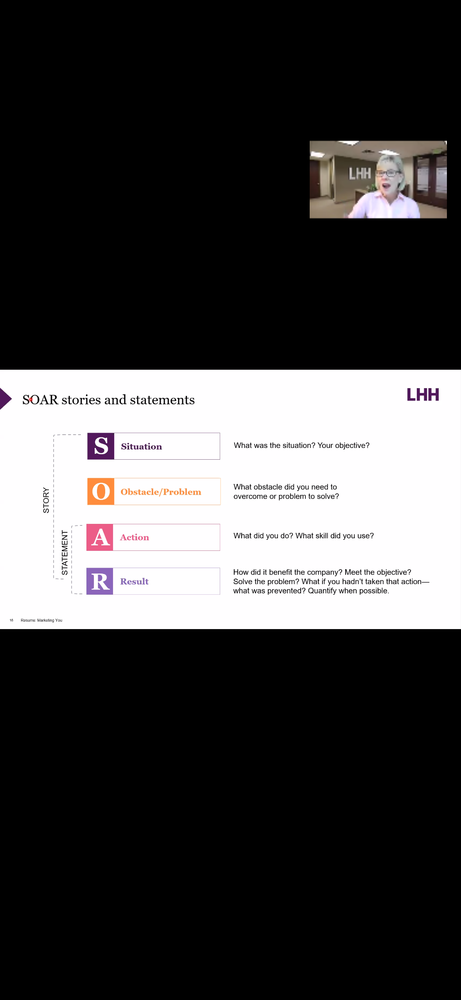 LHH
SOAR stories and statements
LHH
STORY
STATEMENT
S
Situation
What was the situation? Your objective?
O
Obstacle/Problem
What obstacle did you need to
overcome or problem to solve?
A
Action
What did you do? What skill did you use?
R
Result
How did it benefit the company? Meet the objective?
Solve the problem? What if you hadn’t taken that action—
what was prevented? Quantify when possible.
18 Resume: Marketing You